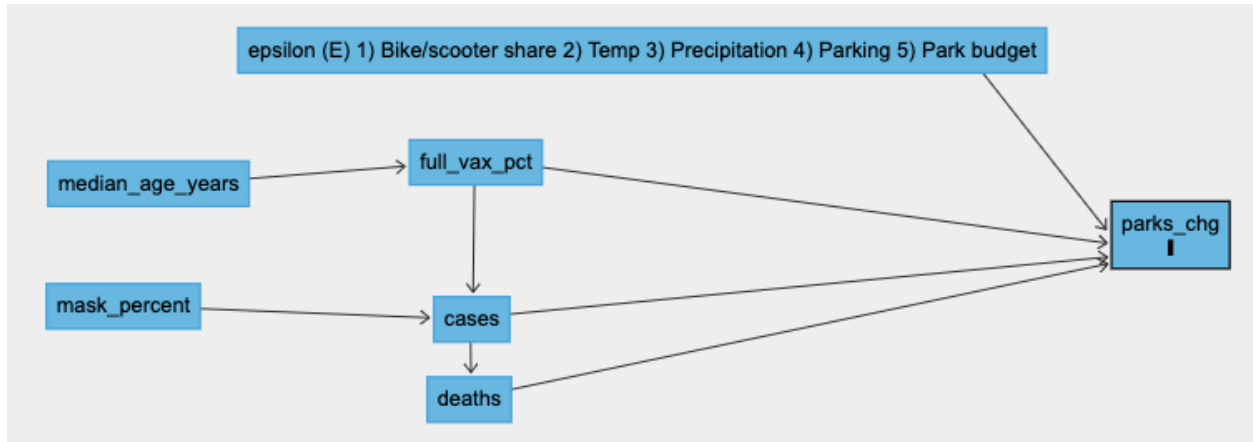 epsilon (E) 1) Bike/scooter share 2) Temp 3) Precipitation 4) Parking 5) Park budget
full_vax_pct
median_age_years
parks_chg
mask_percent
cases
deaths